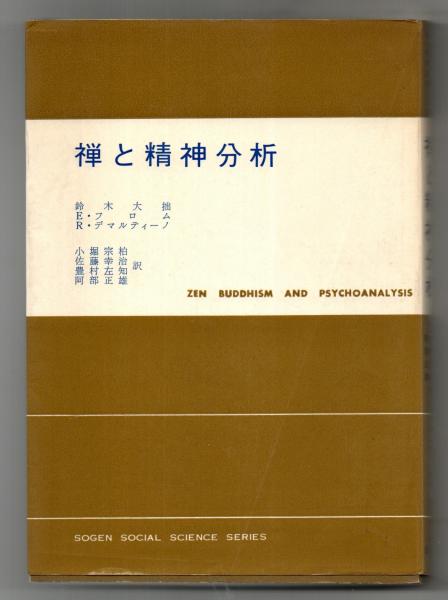 禅と精神分析
鈴木大拙
E・フロム
R・デマルティーノ
小堀宗柏
佐藤幸治
豊村左知
阿部正雄
訳
ZEN BUDDHISM AND PSYCHOANALYSIS
SOGEN SOCIAL SCIENCE SERIES